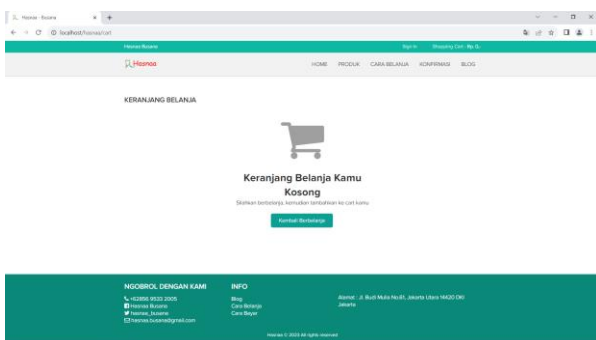 Hasnaa Busana
localhost/hasnaa/cart
Hasnaa Busana
Sign In
Shopping Cart - Rp 0,-
Hasnaa
HOME PRODUK CARA BELANJA KONFIRMASI BLOG
KERANJANG BELANJA
Keranjang Belanja Kamu
Kosong
Silahkan berbelanja, kemudian tambahkan ke cart kamu
Kembali Berbelanja
NGOBROL DENGAN KAMI
+62866 9533 2005
Hasnaa Busana
hasnaa_busana
hasnaa.busana@gmail.com
INFO
Blog
Cara Belanja
Cara Bayar
Alamat : Jl. Budi Mulia No.81, Jakarta Utara 14420 DKI
Jakarta
Hasnaa © 2023 All rights reserved